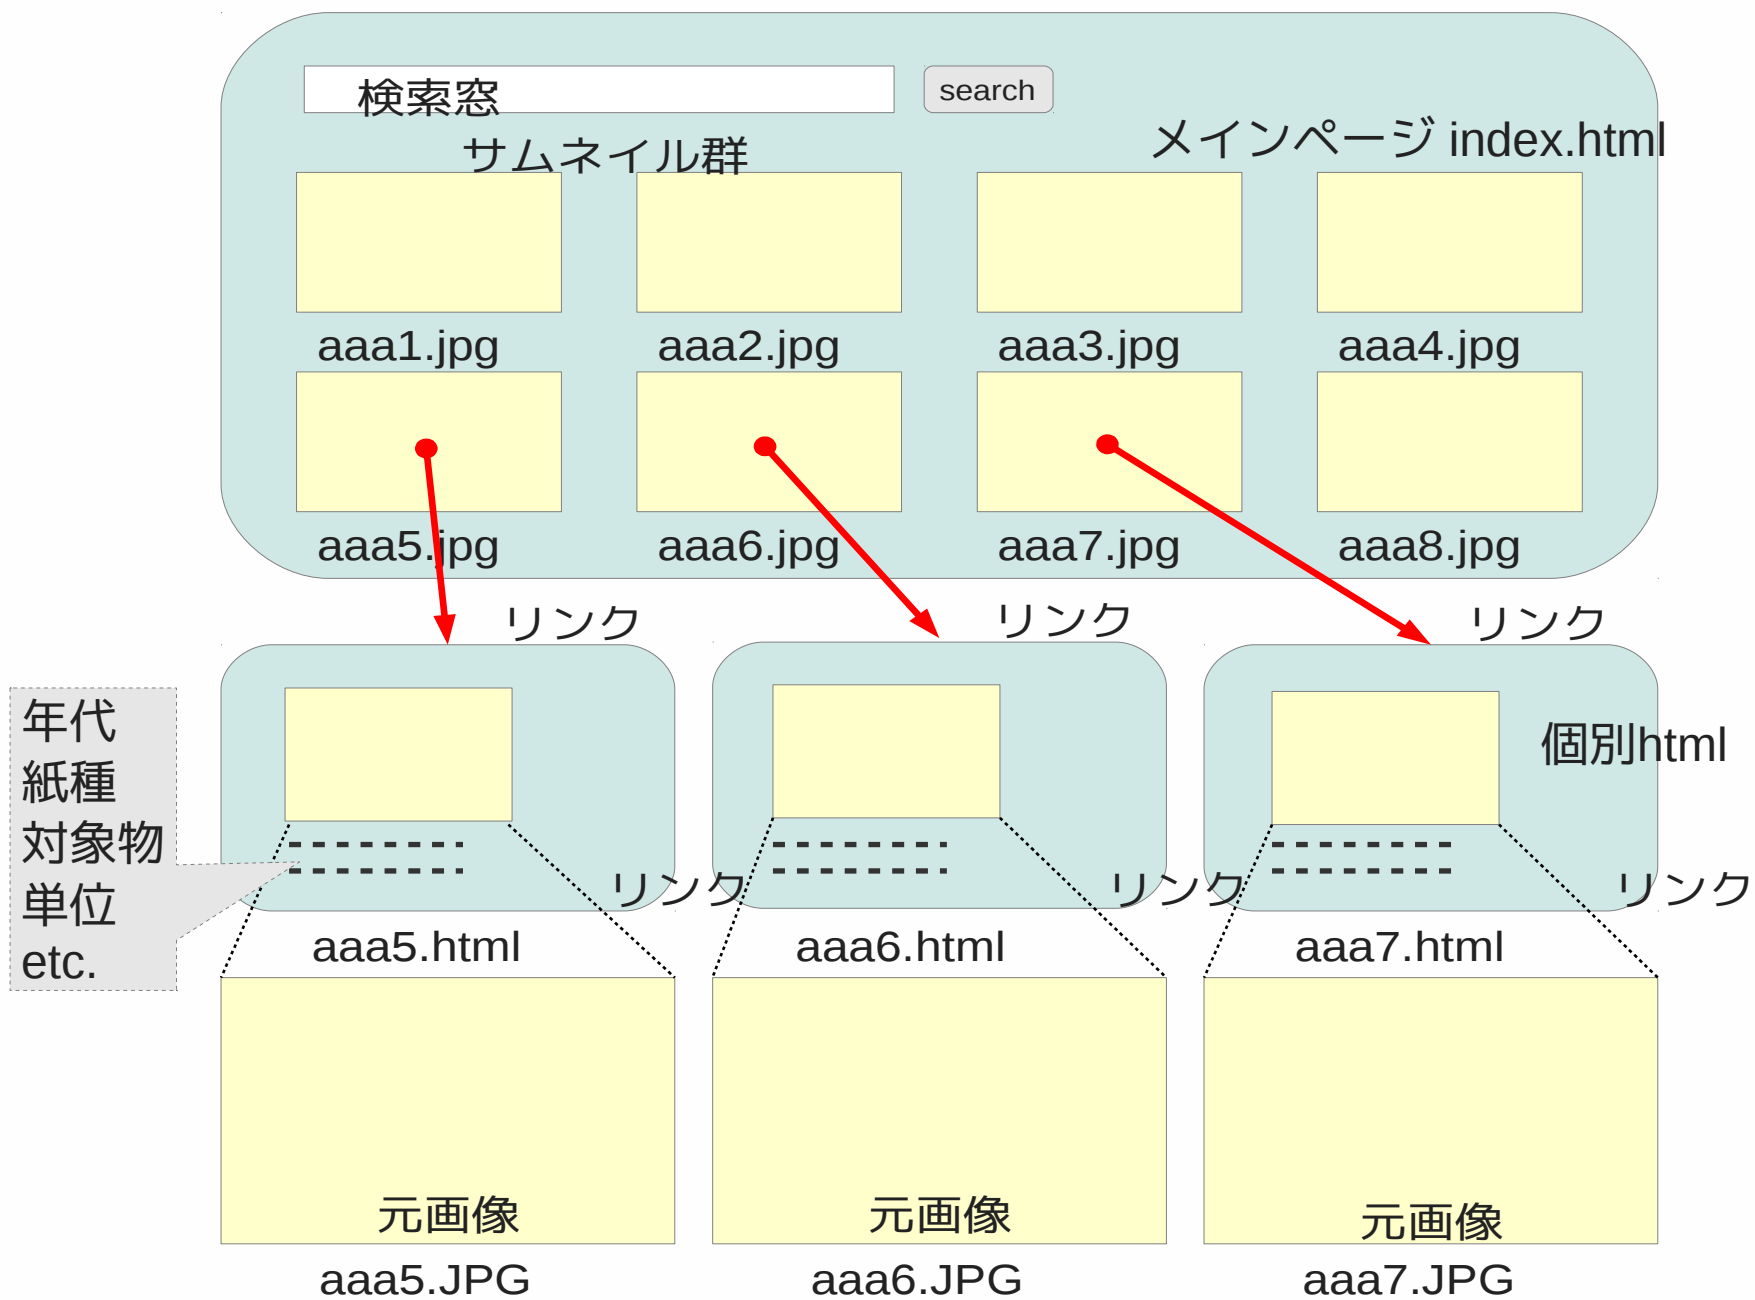 検索窓
search
メインページ index.html
サムネイル群
aaa1.jpg
aaa2.jpg
aaa3.jpg
aaa4.jpg
aaa5.jpg
aaa6.jpg
aaa7.jpg
aaa8.jpg
リンク
リンク
リンク
年代
紙種
対象物
単位
etc.
個別html
リンク
リンク
リンク
aaa5.html
aaa6.html
aaa7.html
元画像
元画像
元画像
aaa5.JPG
aaa6.JPG
aaa7.JPG